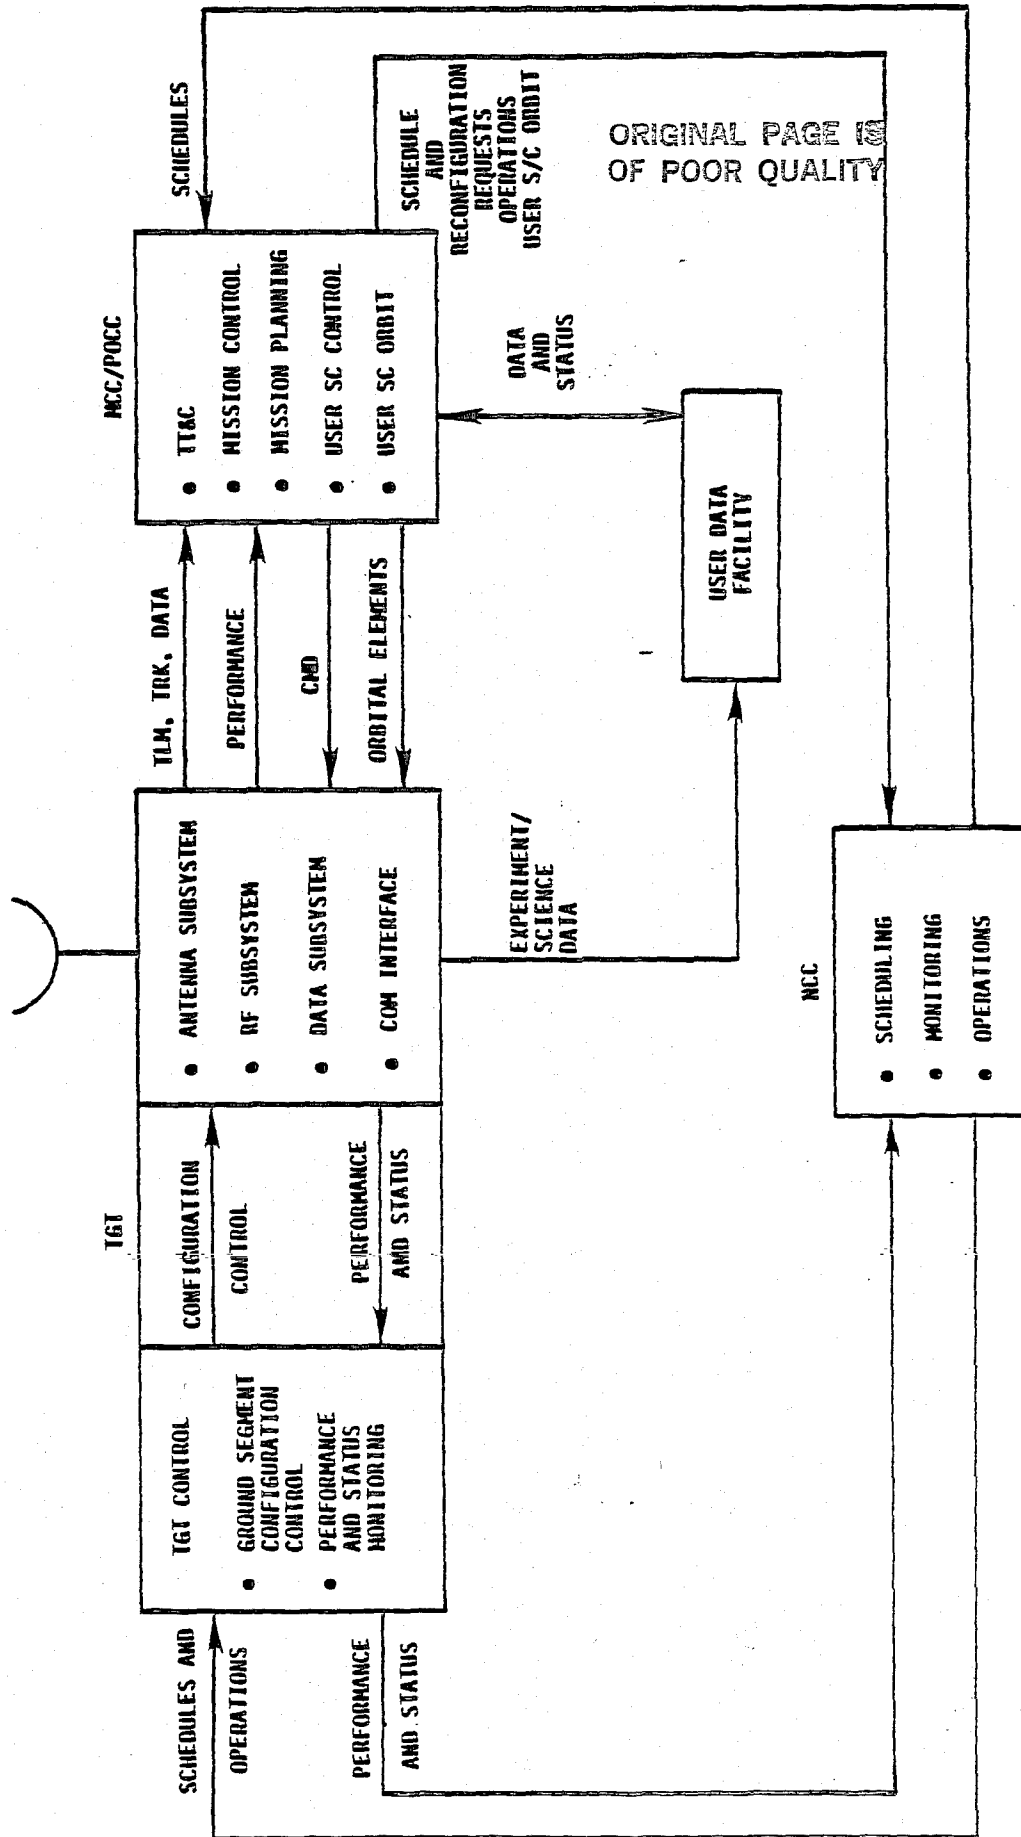 ORIGINAL PAGE IS
OF POOR QUALITY
TGT
SCHEDULES AND
OPERATIONS
PERFORMANCE
AND STATUS
TGT CONTROL
• GROUND SEGMENT
CONFIGURATION
CONTROL
• PERFORMANCE
AND STATUS
MONITORING
CONFIGURATION
CONTROL
PERFORMANCE
AND STATUS
• ANTENNA SUBSYSTEM
• RF SUBSYSTEM
• DATA SUBSYSTEM
• COM INTERFACE
TLM, TRK, DATA
PERFORMANCE
CMD
ORBITAL ELEMENTS
MCC/POCC
• TT&C
• MISSION CONTROL
• MISSION PLANNING
• USER SC CONTROL
• USER SC ORBIT
SCHEDULES
SCHEDULE
AND
RECONFIGURATION
REQUESTS
OPERATIONS
USER S/C ORBIT
EXPERIMENT/
SCIENCE
DATA
DATA
AND
STATUS
USER DATA
FACILITY
NCC
• SCHEDULING
• MONITORING
• OPERATIONS